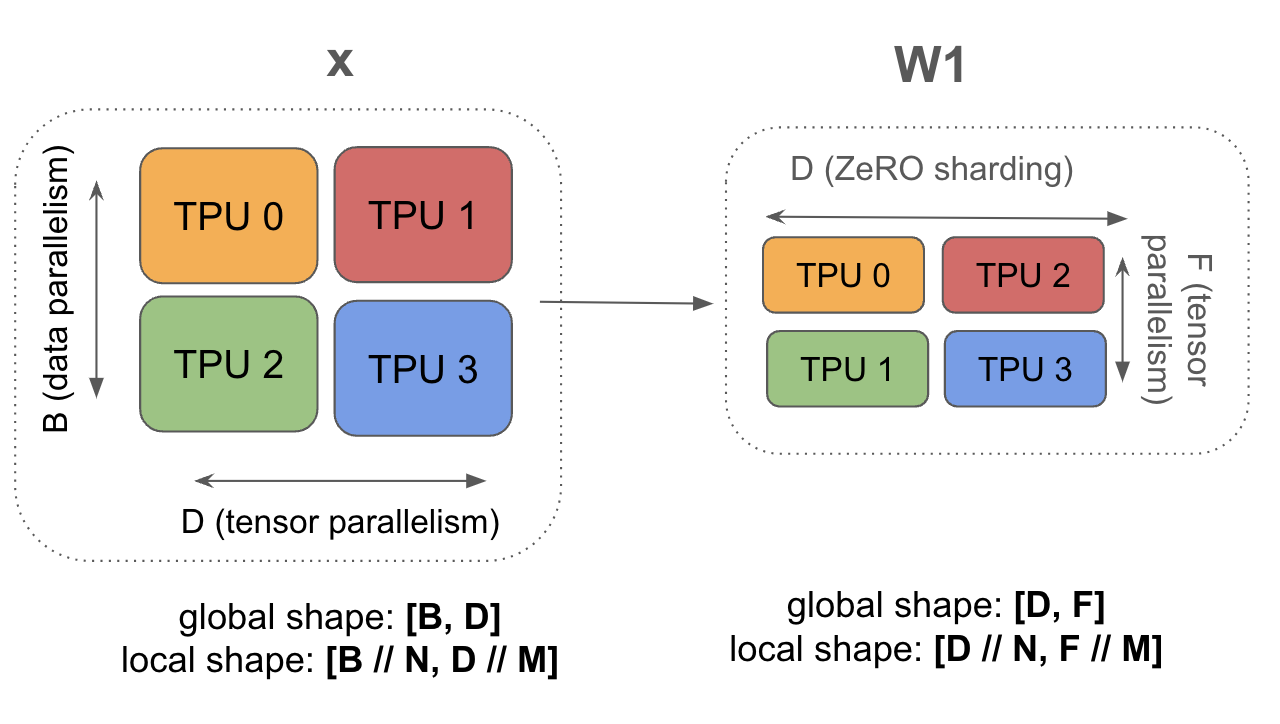 x
B (data parallelism)
TPU 0
TPU 1
TPU 2
TPU 3
D (tensor parallelism)
global shape: [B, D]
local shape: [B // N, D // M]
W1
D (ZeRO sharding)
TPU 0
TPU 2
TPU 1
TPU 3
F (tensor
parallelism)
global shape: [D, F]
local shape: [D // N, F // M]